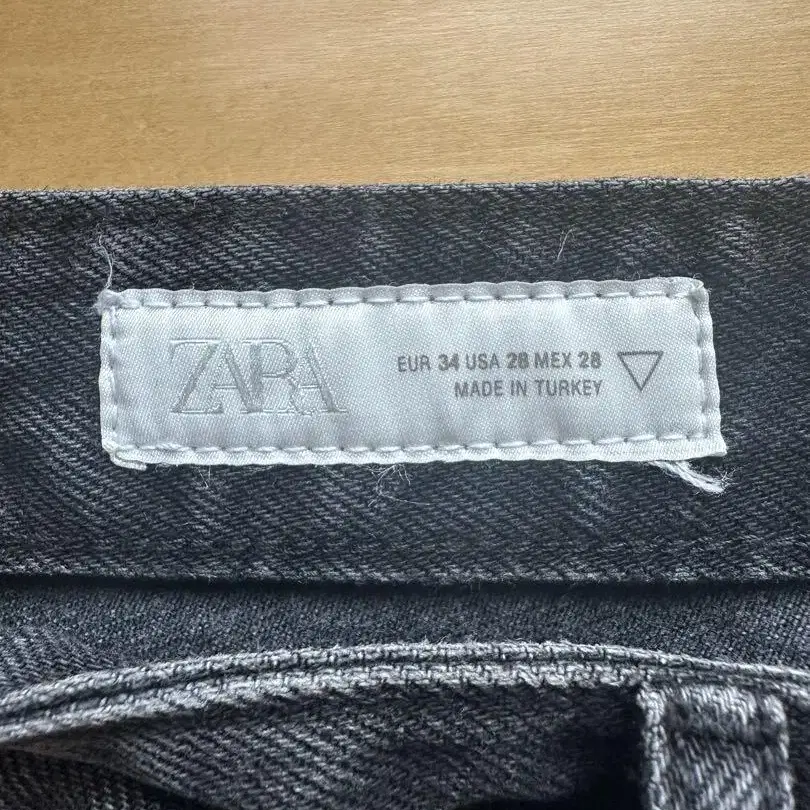 ZARA
EUR 34 USA 28 MEX 28
MADE IN TURKEY